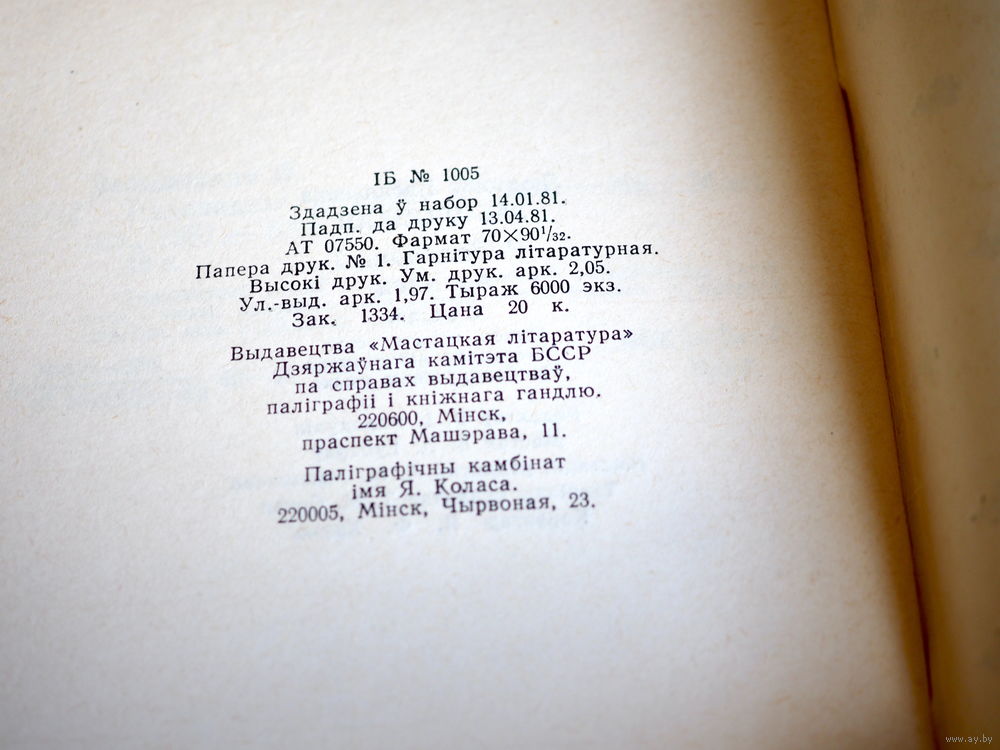 ІБ № 1005
Здадзена ў набор 14.01.81.
Падп. да друку 13.04.81.
АТ 07550. Фармат 70×90¹/₃₂.
Папера друк. № 1. Гарнітура літаратурная.
Высокі друк. Ум. друк. арк. 2,05.
Ул.-выд. арк. 1,97. Тыраж 6000 экз.
Зак. 1334. Цана 20 к.
Выдавецтва «Мастацкая літаратура»
Дзяржаўнага камітэта БССР
па справах выдавецтваў,
паліграфіі і кніжнага гандлю.
220600, Мінск,
праспект Машэрава, 11.
Паліграфічны камбінат
імя Я. Коласа.
220005, Мінск, Чырвоная, 23.
www.ay.by